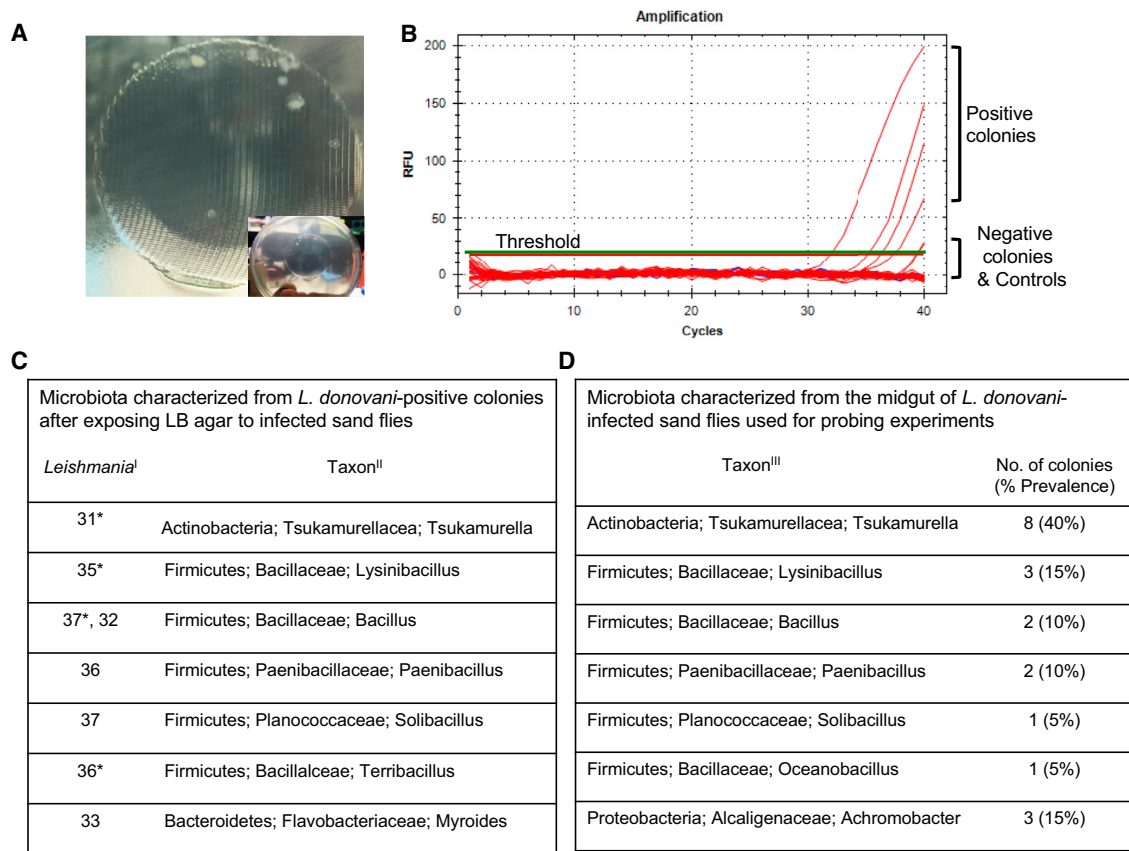 A
B
Amplification
200
150
100
50
0
RFU
Threshold
0
10
20
30
40
Cycles
Positive
colonies
Negative
colonies
& Controls
C
Microbiota characterized from L. donovani-positive colonies
after exposing LB agar to infected sand flies
Leishmaniaᴵ Taxonᴵᴵ
31* Actinobacteria; Tsukamurellacea; Tsukamurella
35* Firmicutes; Bacillaceae; Lysinibacillus
37*, 32 Firmicutes; Bacillaceae; Bacillus
36 Firmicutes; Paenibacillaceae; Paenibacillus
37 Firmicutes; Planococcaceae; Solibacillus
36* Firmicutes; Bacillalceae; Terribacillus
33 Bacteroidetes; Flavobacteriaceae; Myroides
D
Microbiota characterized from the midgut of L. donovani-
infected sand flies used for probing experiments
Taxonᴵᴵᴵ No. of colonies
(% Prevalence)
Actinobacteria; Tsukamurellacea; Tsukamurella 8 (40%)
Firmicutes; Bacillaceae; Lysinibacillus 3 (15%)
Firmicutes; Bacillaceae; Bacillus 2 (10%)
Firmicutes; Paenibacillaceae; Paenibacillus 2 (10%)
Firmicutes; Planococcaceae; Solibacillus 1 (5%)
Firmicutes; Bacillaceae; Oceanobacillus 1 (5%)
Proteobacteria; Alcaligenaceae; Achromobacter 3 (15%)